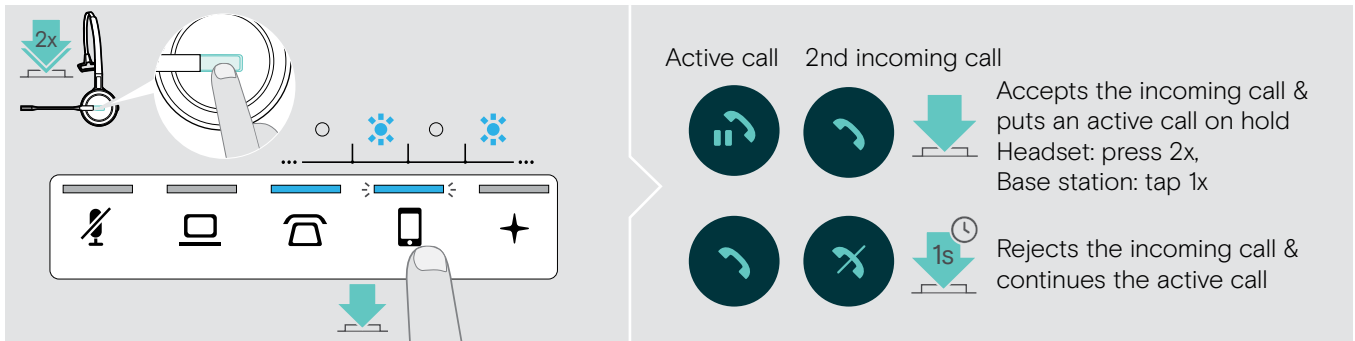 2x
Active call 2nd incoming call
Accepts the incoming call &
puts an active call on hold
Headset: press 2x,
Base station: tap 1x
1s
Rejects the incoming call &
continues the active call